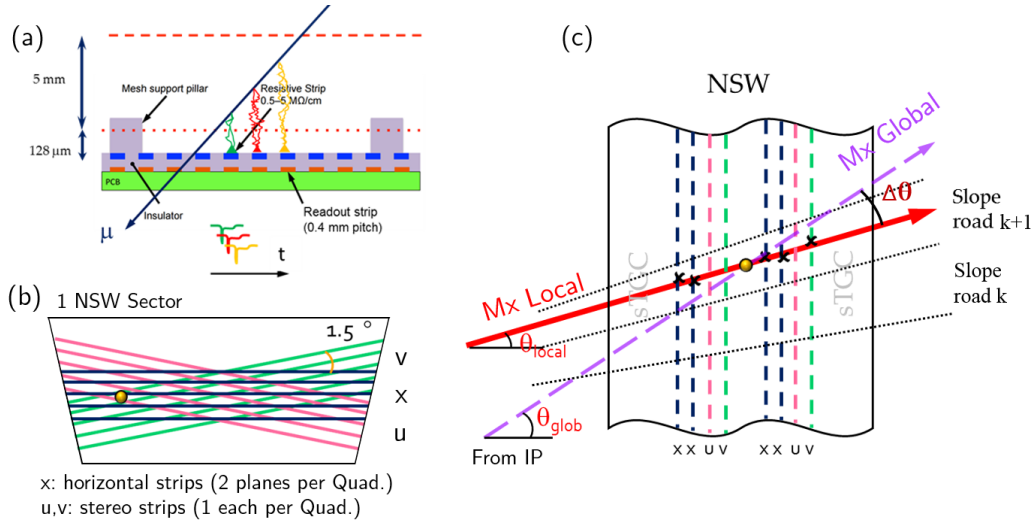 (a)
5 mm
128 μm
Mesh support pillar
Resistive Strip
0.5–5 MΩ/cm
PCB
Insulator
Readout strip
(0.4 mm pitch)
μ
t
(b)
1 NSW Sector
1.5 °
v
x
u
x: horizontal strips (2 planes per Quad.)
u,v: stereo strips (1 each per Quad.)
(c)
NSW
Mx Global
Δθ
Slope
road k+1
Slope
road k
sTGC
sTGC
Mx Local
θlocal
θglob
From IP
x x u v x x u v